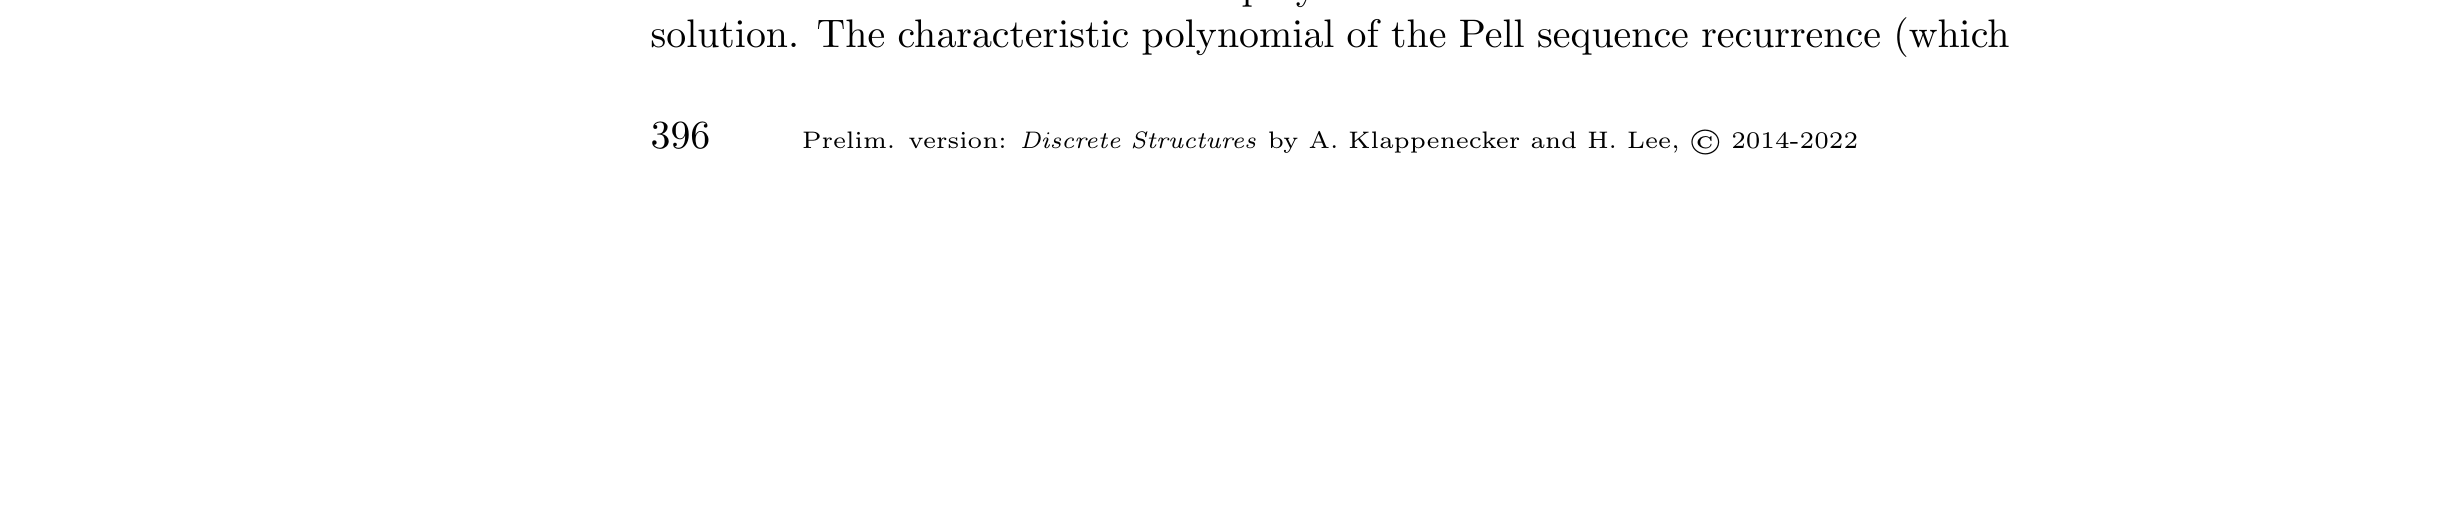 solution. The characteristic polynomial of the Pell sequence recurrence (which
396 Prelim. version: Discrete Structures by A. Klappenecker and H. Lee, © 2014-2022